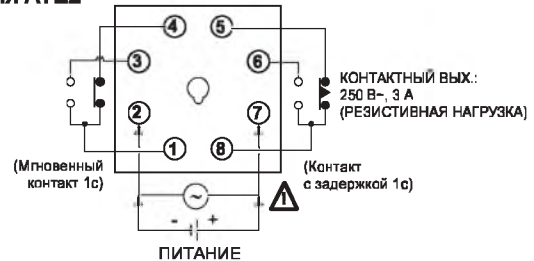 4 5
3 6
КОНТАКТНЫЙ ВЫХ.:
250 В~, 3 А
(РЕЗИСТИВНАЯ НАГРУЗКА)
2 7
1 8
(Мгновенный
контакт 1с)
(Контакт
с задержкой 1с)
~
1
- +
ПИТАНИЕ